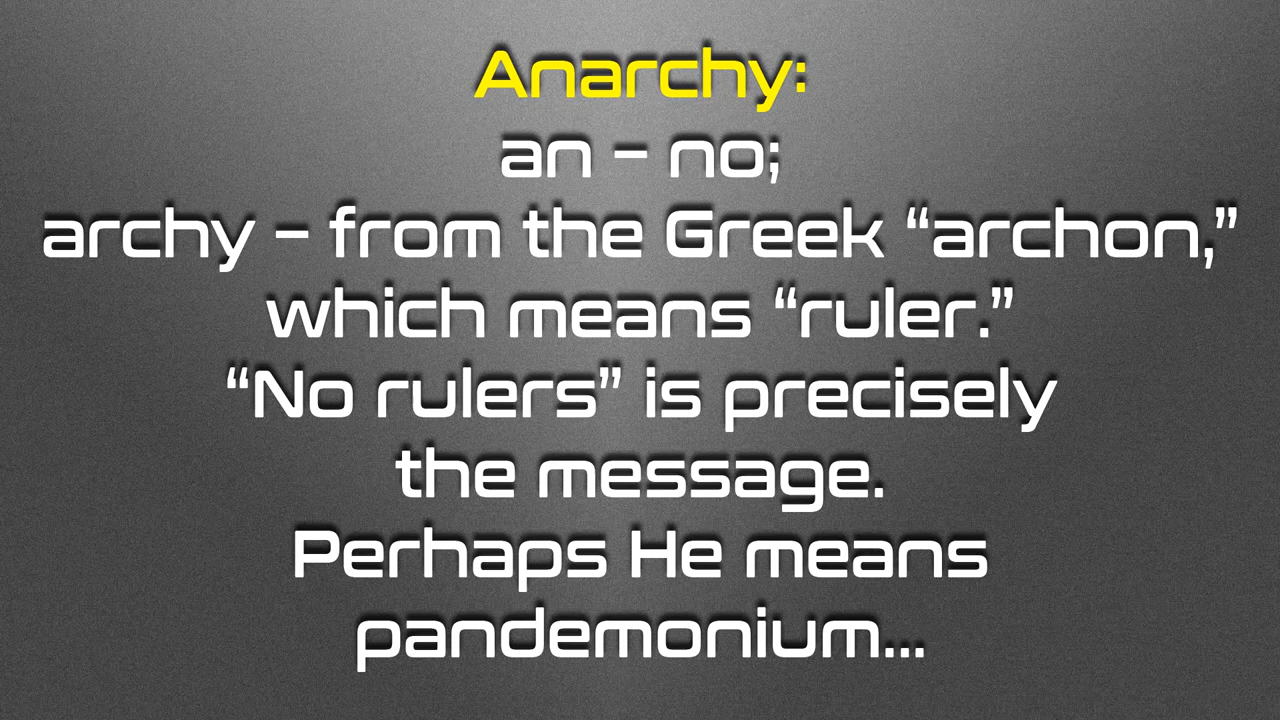 Anarchy:
an – no;
archy – from the Greek “archon,”
which means “ruler.”
“No rulers” is precisely
the message.
Perhaps He means
pandemonium...